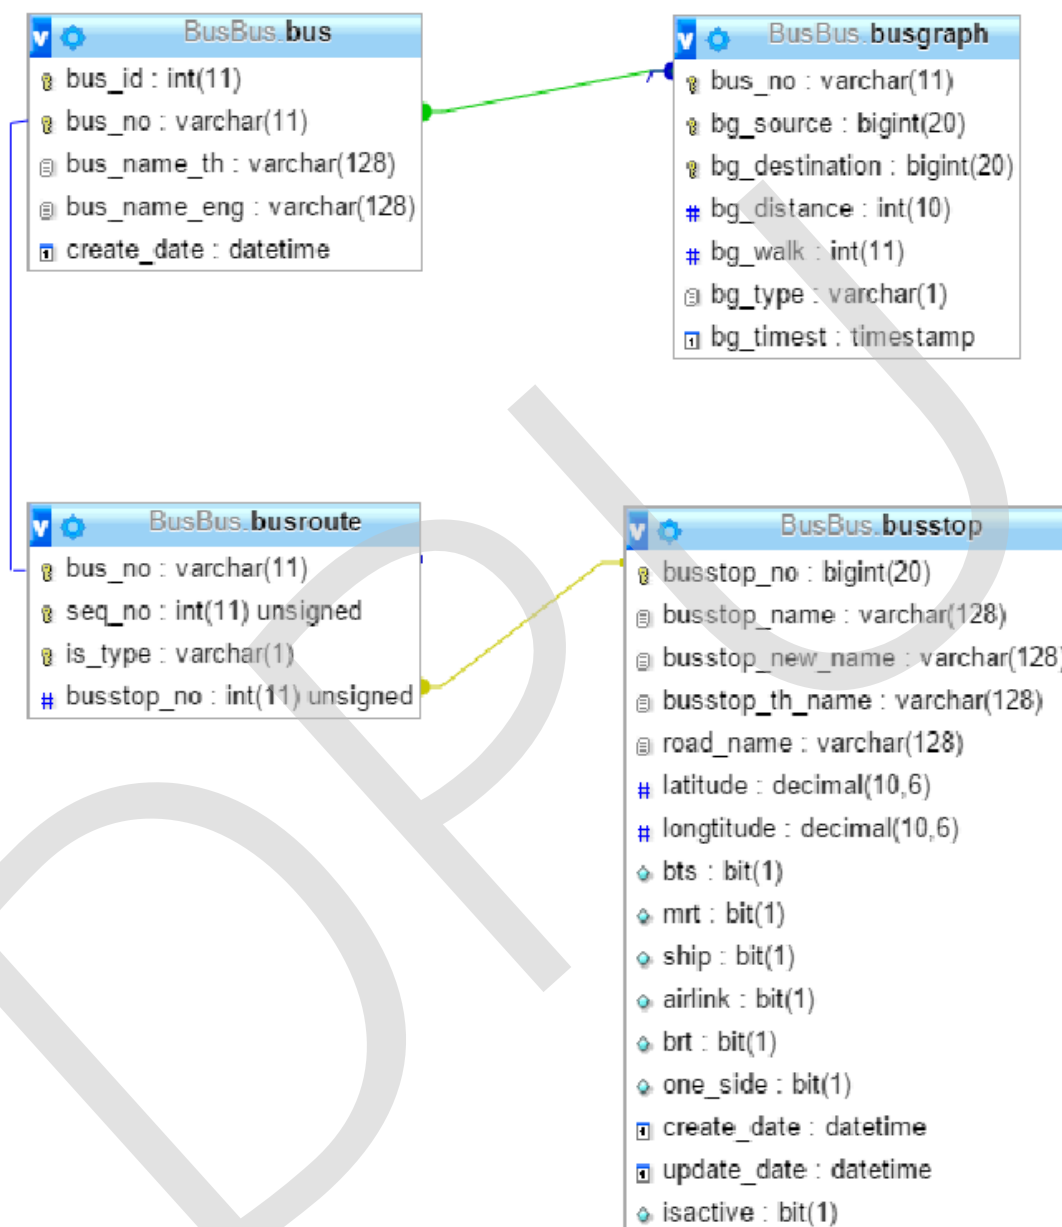 BusBus.bus
bus_id : int(11)
bus_no : varchar(11)
bus_name_th : varchar(128)
bus_name_eng : varchar(128)
create_date : datetime
BusBus.busgraph
bus_no : varchar(11)
bg_source : bigint(20)
bg_destination : bigint(20)
bg_distance : int(10)
bg_walk : int(11)
bg_type : varchar(1)
bg_timest : timestamp
BusBus.busroute
bus_no : varchar(11)
seq_no : int(11) unsigned
is_type : varchar(1)
busstop_no : int(11) unsigned
BusBus.busstop
busstop_no : bigint(20)
busstop_name : varchar(128)
busstop_new_name : varchar(128)
busstop_th_name : varchar(128)
road_name : varchar(128)
latitude : decimal(10,6)
longtitude : decimal(10,6)
bts : bit(1)
mrt : bit(1)
ship : bit(1)
airlink : bit(1)
brt : bit(1)
one_side : bit(1)
create_date : datetime
update_date : datetime
isactive : bit(1)
DPU